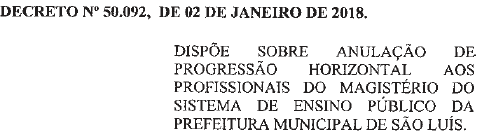 DECRETO Nº 50.092, DE 02 DE JANEIRO DE 2018.
DISPÕE SOBRE ANULAÇÃO DE
PROGRESSÃO HORIZONTAL AOS
PROFISSIONAIS DO MAGISTÉRIO DO
SISTEMA DE ENSINO PÚBLICO DA
PREFEITURA MUNICIPAL DE SÃO LUÍS.